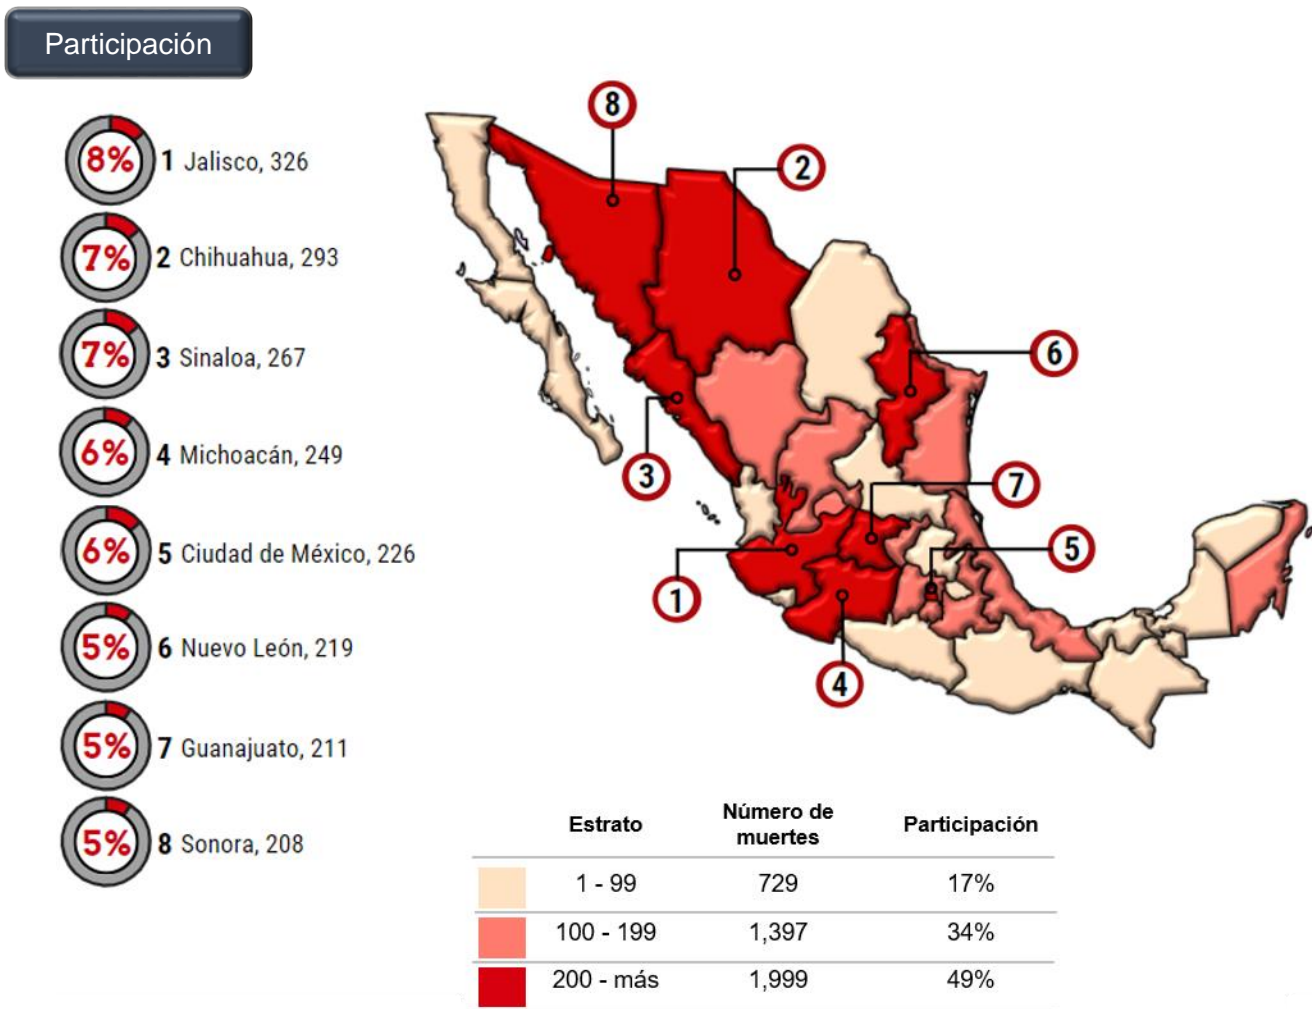 Participación
8% 1 Jalisco, 326
7% 2 Chihuahua, 293
7% 3 Sinaloa, 267
6% 4 Michoacán, 249
6% 5 Ciudad de México, 226
5% 6 Nuevo León, 219
5% 7 Guanajuato, 211
5% 8 Sonora, 208
8
2
6
3
7
5
1
4
Estrato Número de muertes Participación
1 - 99 729 17%
100 - 199 1,397 34%
200 - más 1,999 49%